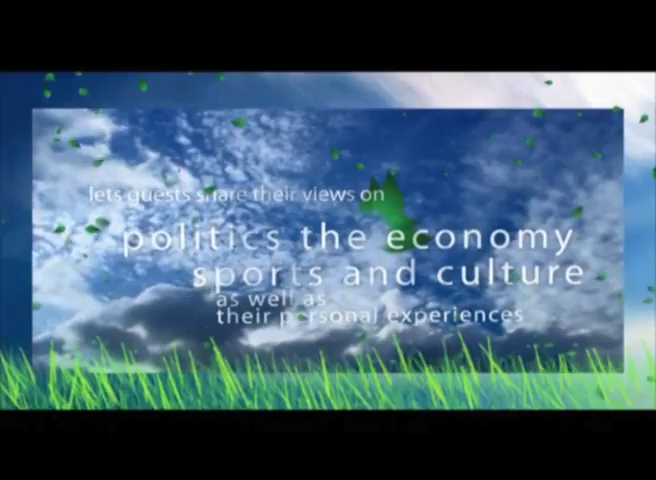 lets guests share their views on
politics the economy
sports and culture
as well as
their personal experiences